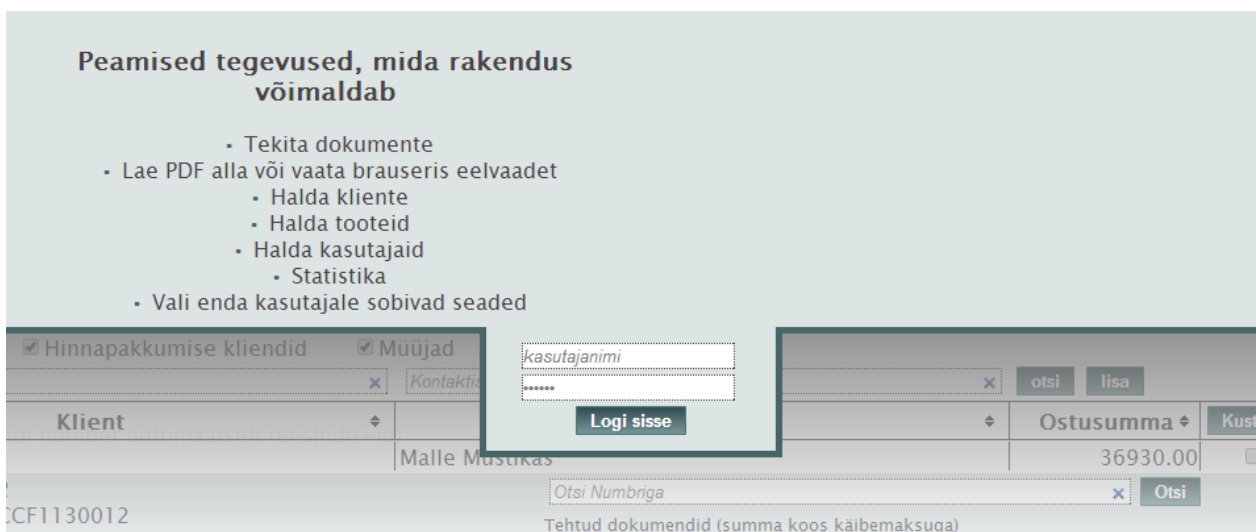 Peamised tegevused, mida rakendus
võimaldab
• Tekita dokumente
• Lae PDF alla või vaata brauseris eelvaadet
• Halda kliente
• Halda tooteid
• Halda kasutajaid
• Statistika
• Vali enda kasutajale sobivad seaded
Hinnapakkumise kliendid Müüjad
kasutajanimi
••••••
otsi lisa
Klient Logi sisse Ostusumma
Malle Mustikas 36930.00
Otsi Numbriga Otsi
CCF1130012
Tehtud dokumendid (summa koos käibemaksuga)